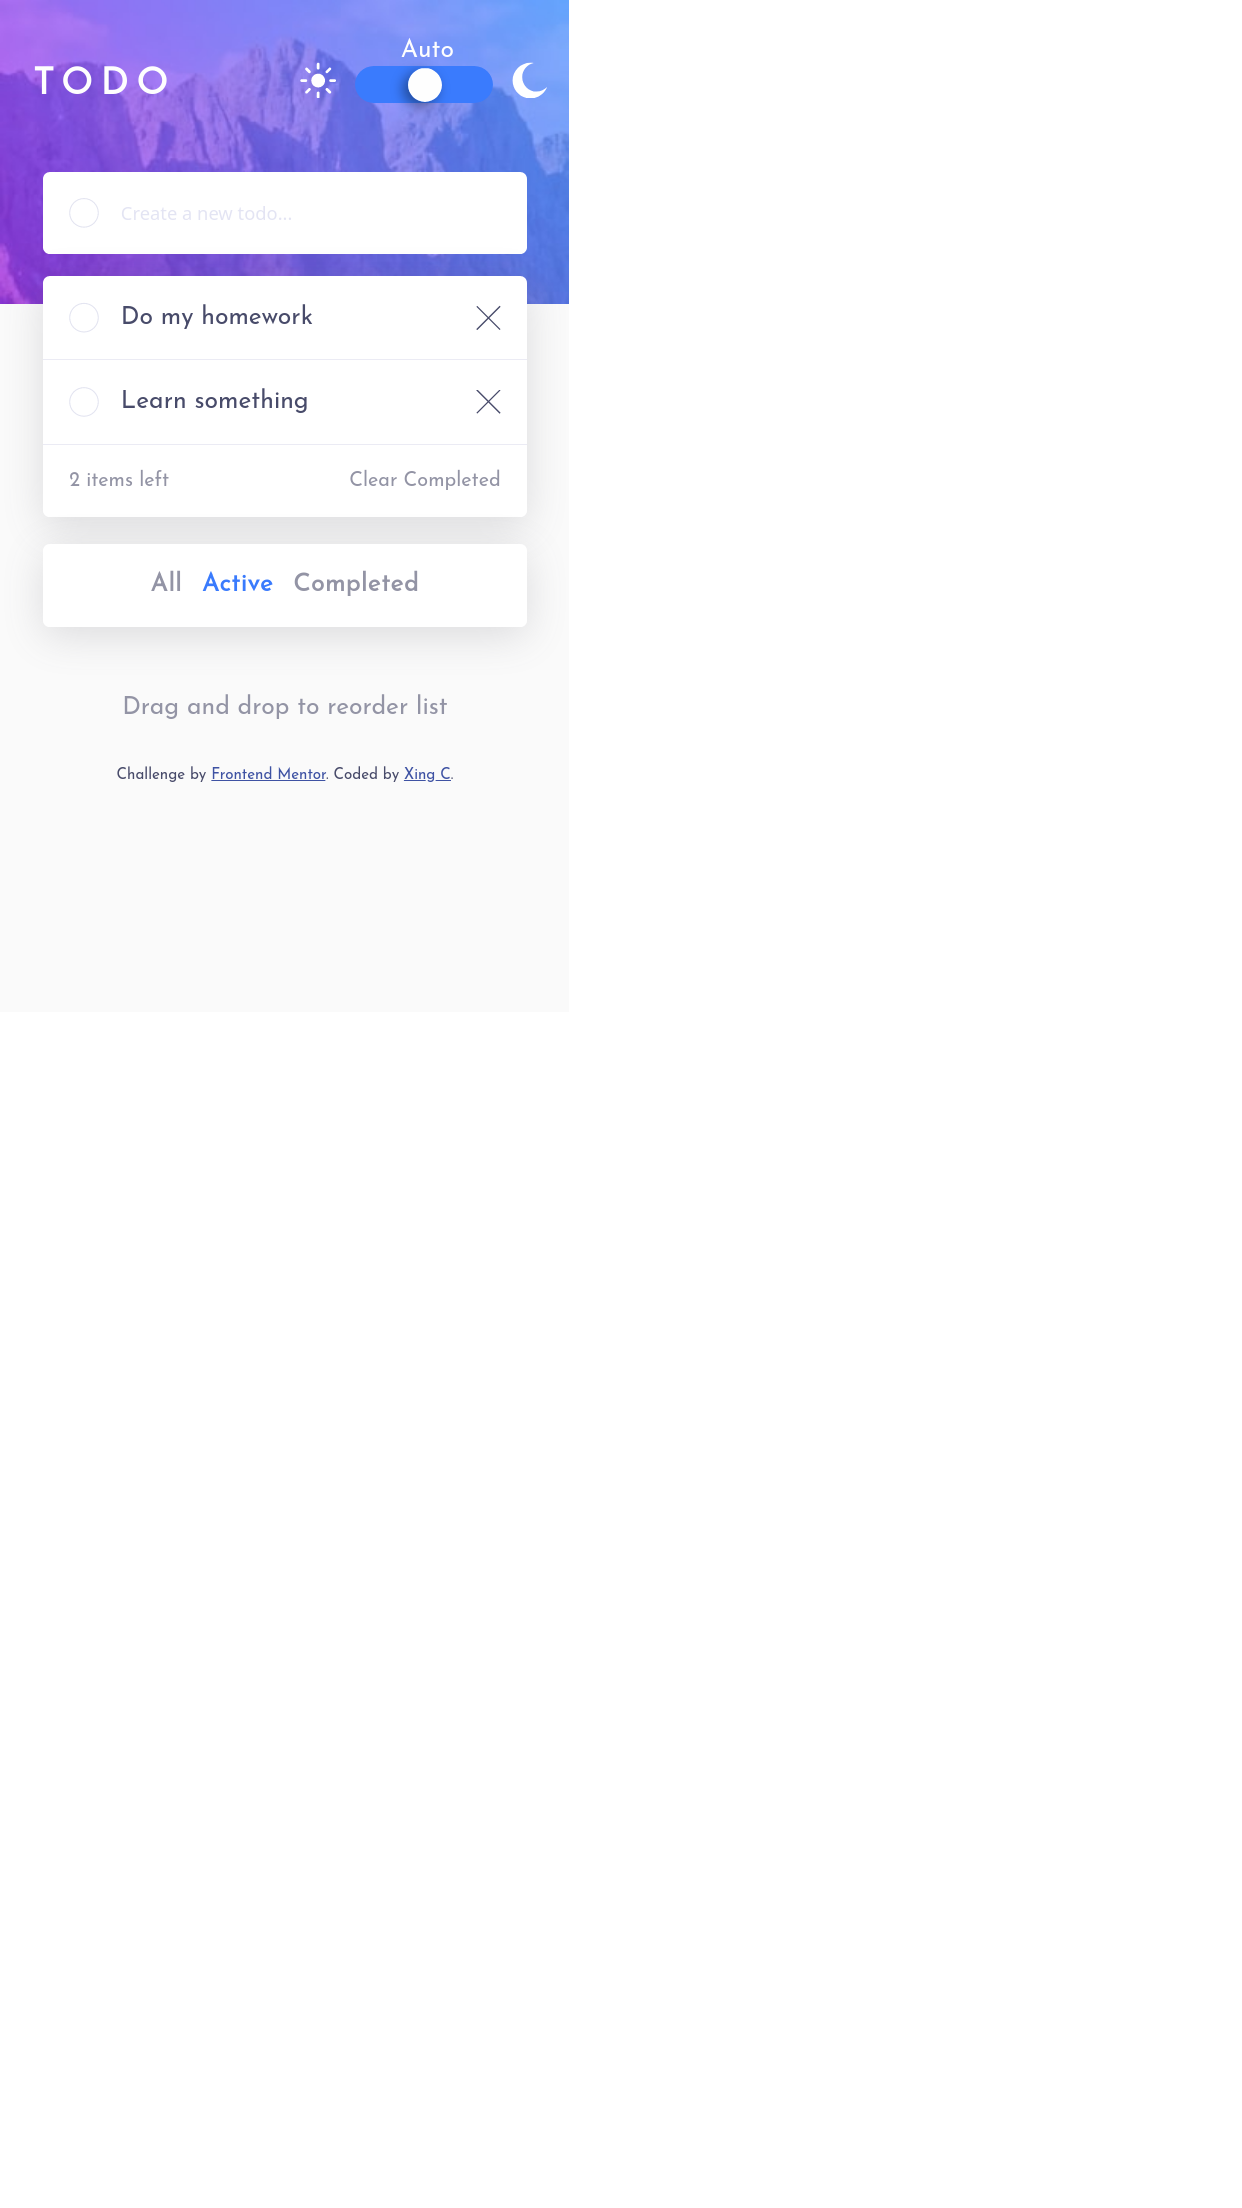 Auto
TODO
Create a new todo...
Do my homework
Learn something
2 items left Clear Completed
All Active Completed
Drag and drop to reorder list
Challenge by Frontend Mentor. Coded by Xing C.